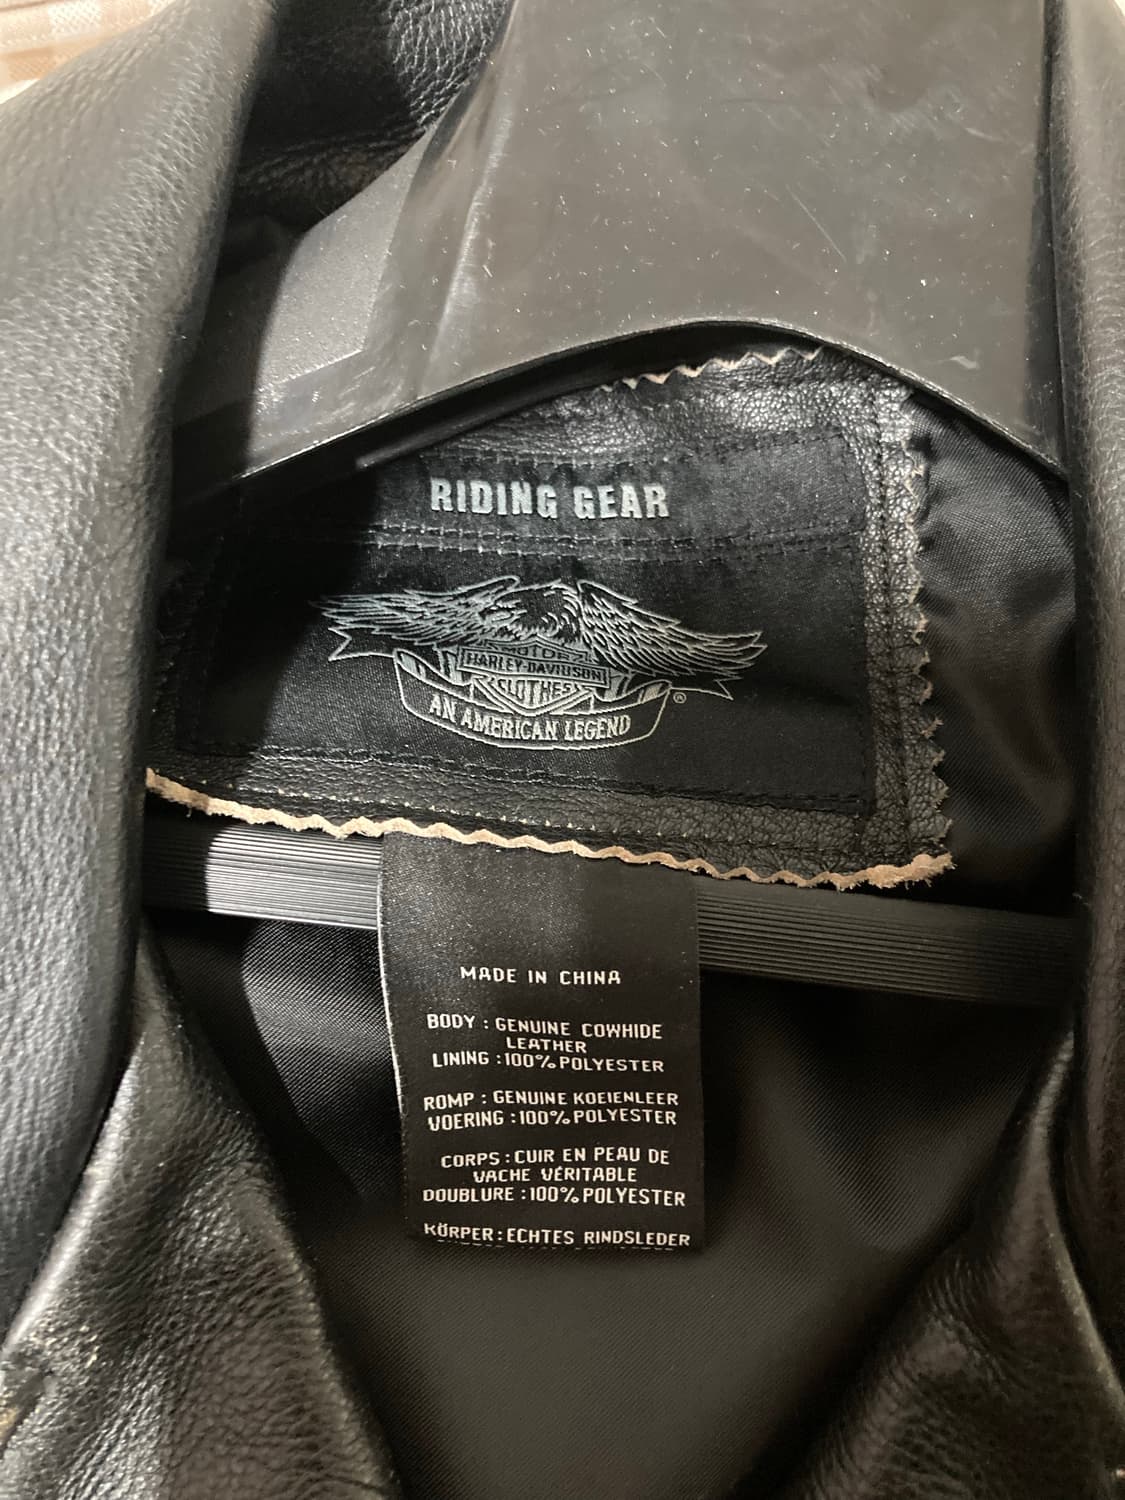 RIDING GEAR
MOTOR
HARLEY-DAVIDSON
CLOTHES
AN AMERICAN LEGEND
®
MADE IN CHINA
BODY : GENUINE COWHIDE
LEATHER
LINING :100% POLYESTER
ROMP : GENUINE KOEIENLEER
VOERING :100% POLYESTER
CORPS : CUIR EN PEAU DE
VACHE VÉRITABLE
DOUBLURE :100% POLYESTER
KÖRPER : ECHTES RINDSLEDER